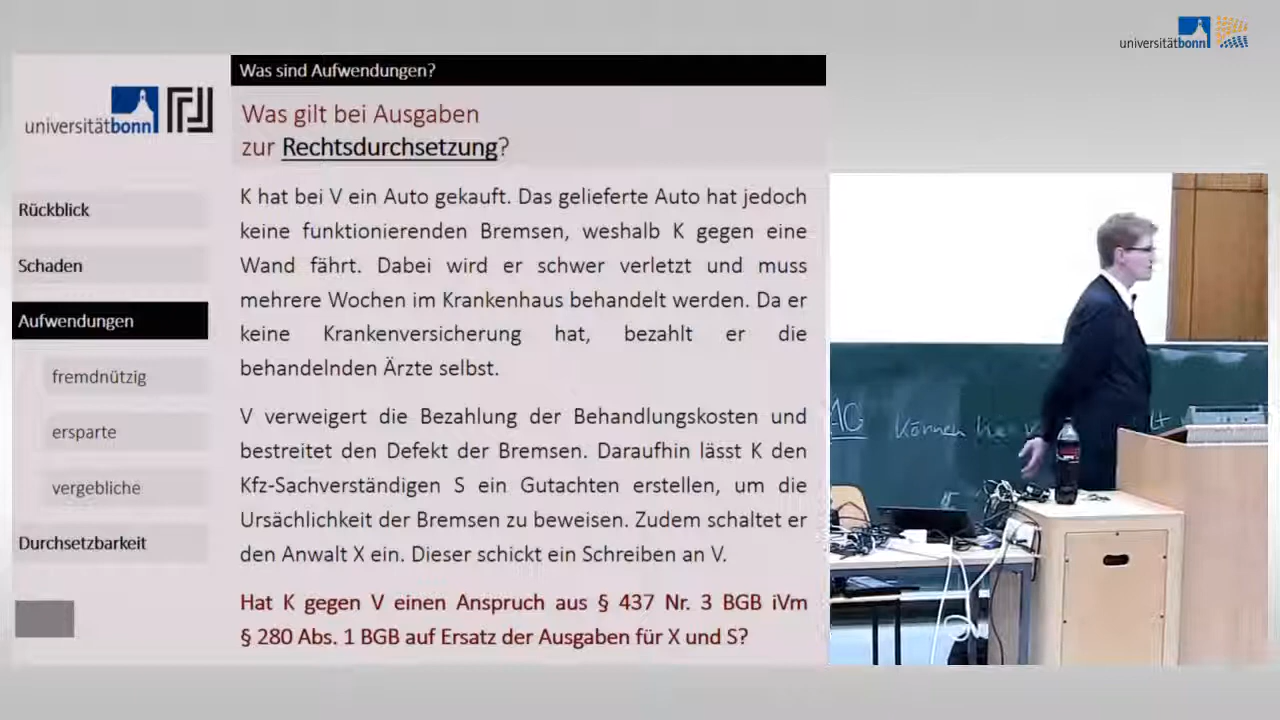 universitätbonn
Was sind Aufwendungen?
universitätbonn
Was gilt bei Ausgaben
zur Rechtsdurchsetzung?
Rückblick
Schaden
Aufwendungen
fremdnützig
ersparte
vergebliche
Durchsetzbarkeit
K hat bei V ein Auto gekauft. Das gelieferte Auto hat jedoch
keine funktionierenden Bremsen, weshalb K gegen eine
Wand fährt. Dabei wird er schwer verletzt und muss
mehrere Wochen im Krankenhaus behandelt werden. Da er
keine Krankenversicherung hat, bezahlt er die
behandelnden Ärzte selbst.
V verweigert die Bezahlung der Behandlungskosten und
bestreitet den Defekt der Bremsen. Daraufhin lässt K den
Kfz-Sachverständigen S ein Gutachten erstellen, um die
Ursächlichkeit der Bremsen zu beweisen. Zudem schaltet er
den Anwalt X ein. Dieser schickt ein Schreiben an V.
Hat K gegen V einen Anspruch aus § 437 Nr. 3 BGB iVm
§ 280 Abs. 1 BGB auf Ersatz der Ausgaben für X und S?
AG Können